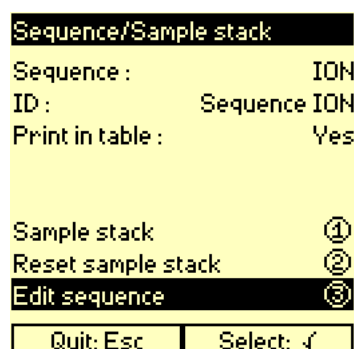 Sequence/Sample stack
Sequence : ION
ID : Sequence ION
Print in table : Yes
Sample stack ①
Reset sample stack ②
Edit sequence ③
Quit: Esc Select: √